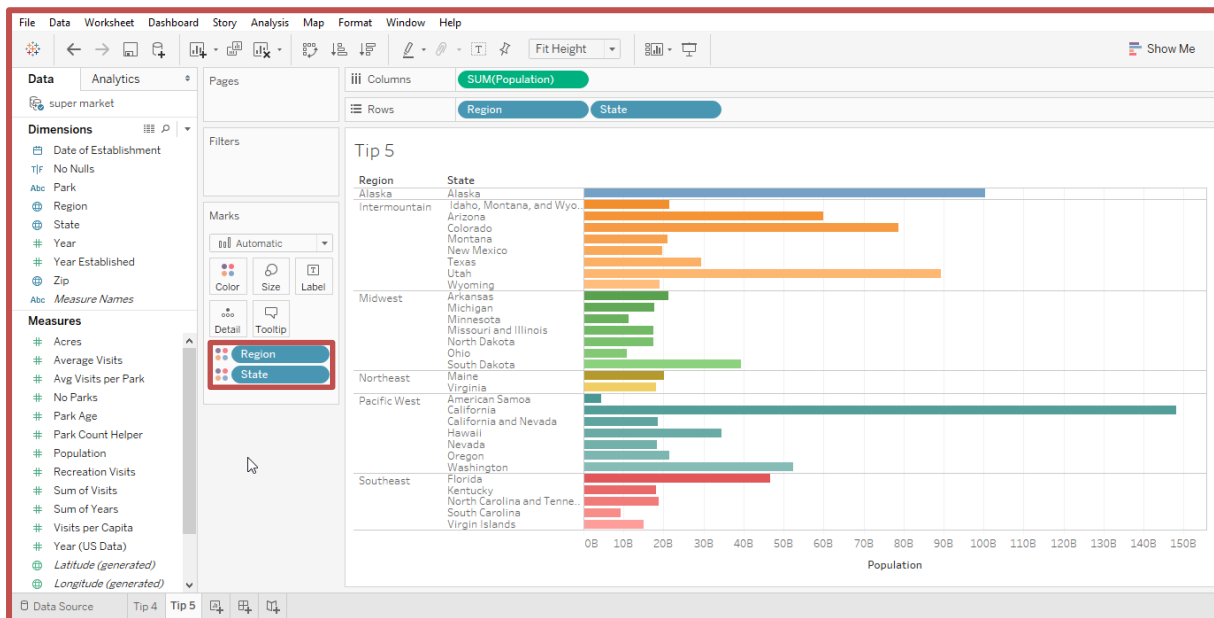 File Data Worksheet Dashboard Story Analysis Map Format Window Help
T Fit Height Show Me
Data Analytics
super market
Dimensions
Date of Establishment
T|F No Nulls
Abc Park
Region
State
# Year
# Year Established
Zip
Abc Measure Names
Measures
# Acres
# Average Visits
# Avg Visits per Park
# No Parks
# Park Age
# Park Count Helper
# Population
# Recreation Visits
# Sum of Visits
# Sum of Years
# Visits per Capita
# Year (US Data)
Latitude (generated)
Longitude (generated)
Pages
Filters
Marks
Automatic
Color Size T Label
Detail Tooltip
Region
State
iii Columns SUM(Population)
Rows Region State
Tip 5
Region State
Alaska Alaska
Intermountain Idaho, Montana, and Wyo..
Arizona
Colorado
Montana
New Mexico
Texas
Utah
Wyoming
Midwest Arkansas
Michigan
Minnesota
Missouri and Illinois
North Dakota
Ohio
South Dakota
Northeast Maine
Virginia
Pacific West American Samoa
California
California and Nevada
Hawaii
Nevada
Oregon
Washington
Southeast Florida
Kentucky
North Carolina and Tenne..
South Carolina
Virgin Islands
0B 10B 20B 30B 40B 50B 60B 70B 80B 90B 100B 110B 120B 130B 140B 150B
Population
Data Source Tip 4 Tip 5